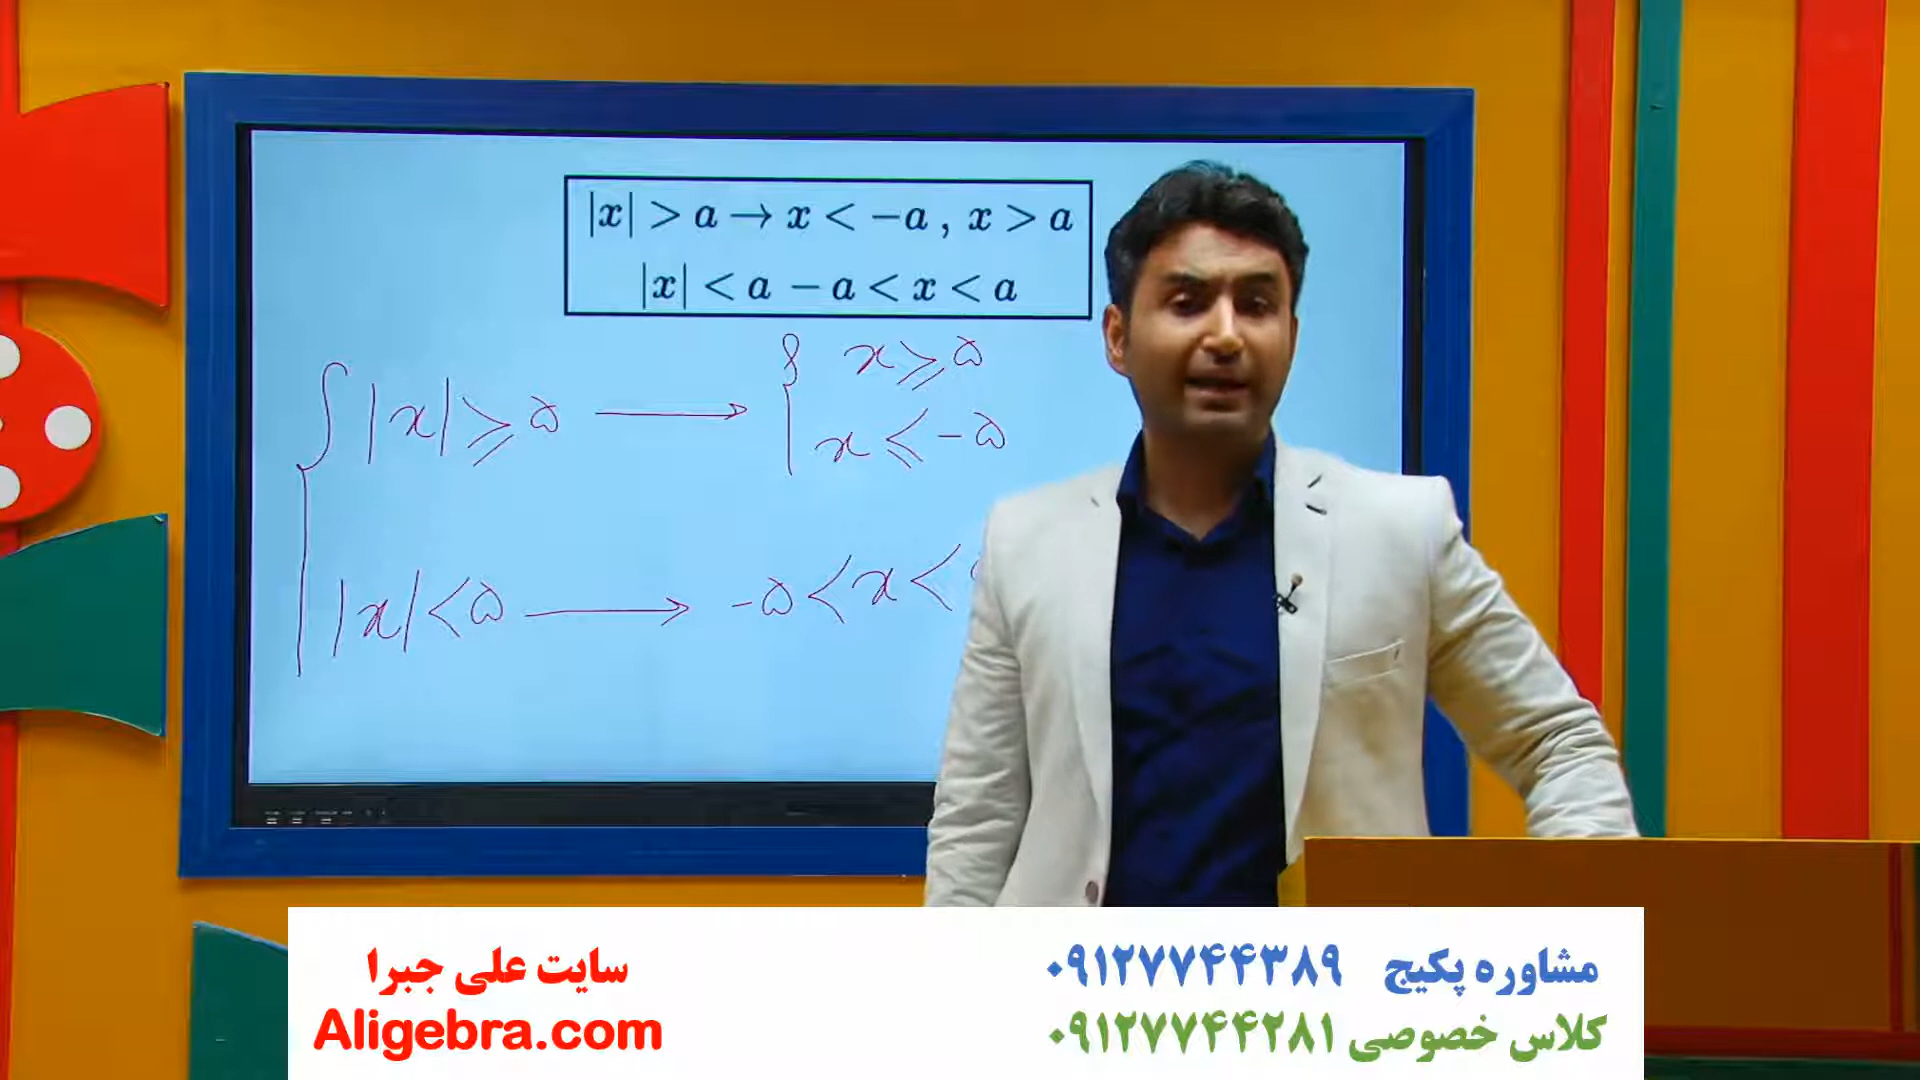 |x| > a → x < −a , x > a
|x| < a − a < x < a
|x| ⩾ ۵ ⟶ { x ⩾ ۵
x ⩽ −۵
|x| < ۵ ⟶ −۵ < x <
سایت علی جبرا
Aligebra.com
مشاوره پکیج ۰۹۱۲۷۷۴۴۳۸۹
کلاس خصوصی ۰۹۱۲۷۷۴۴۲۸۱